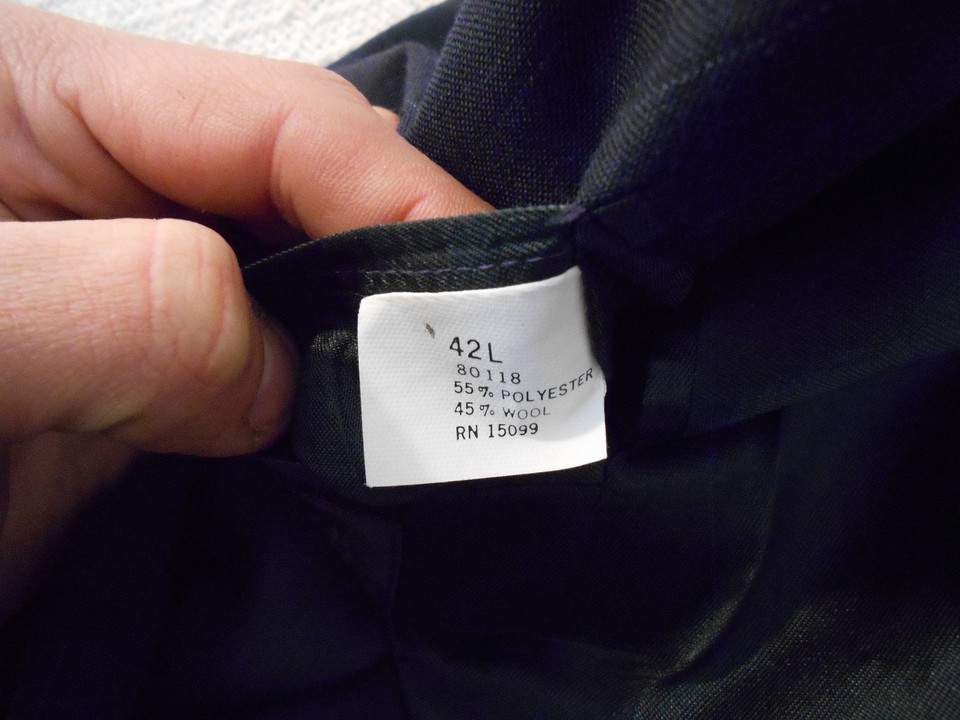 42L
80118
55% POLYESTER
45% WOOL
RN 15099